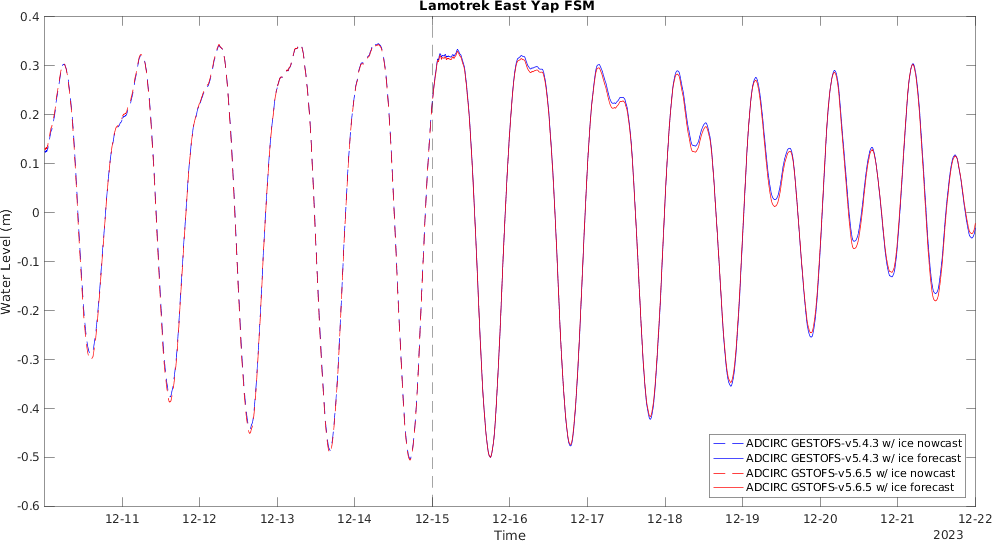 Lamotrek East Yap FSM
0.4
0.3
0.2
0.1
0
-0.1
-0.2
-0.3
-0.4
-0.5
-0.6
Water Level (m)
ADCIRC GESTOFS-v5.4.3 w/ ice nowcast
ADCIRC GESTOFS-v5.4.3 w/ ice forecast
ADCIRC GSTOFS-v5.6.5 w/ ice nowcast
ADCIRC GSTOFS-v5.6.5 w/ ice forecast
12-11 12-12 12-13 12-14 12-15 12-16 12-17 12-18 12-19 12-20 12-21 12-22
Time
2023